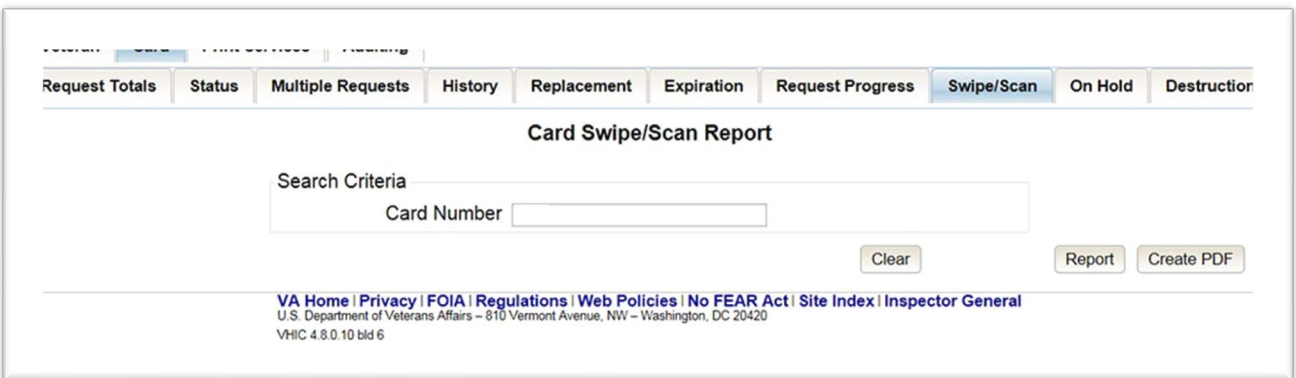 Request Totals Status Multiple Requests History Replacement Expiration Request Progress Swipe/Scan On Hold Destruction
Card Swipe/Scan Report
Search Criteria
Card Number
Clear Report Create PDF
VA Home | Privacy | FOIA | Regulations | Web Policies | No FEAR Act | Site Index | Inspector General
U.S. Department of Veterans Affairs – 810 Vermont Avenue, NW – Washington, DC 20420
VHIC 4.8.0.10 bld 6